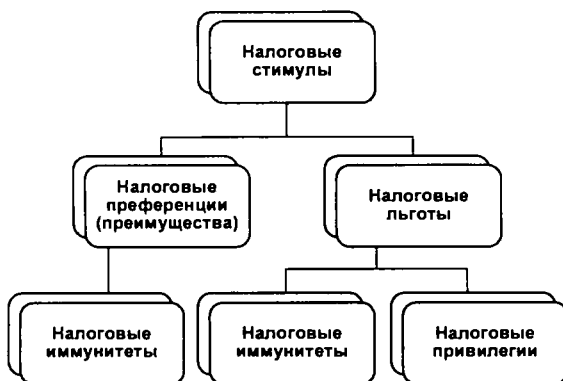 Налоговые
стимулы
Налоговые
преференции
(преимущества)
Налоговые
льготы
Налоговые
иммунитеты
Налоговые
иммунитеты
Налоговые
привилегии